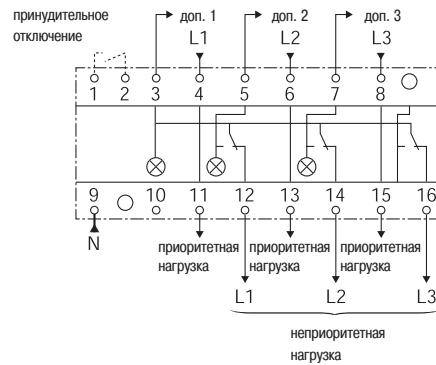 принудительное
отключение
доп. 1 доп. 2 доп. 3
L1 L2 L3
1 2 3 4 5 6 7 8
9 10 11 12 13 14 15 16
N
приоритетная приоритетная приоритетная
нагрузка нагрузка нагрузка
L1 L2 L3
неприоритетная
нагрузка